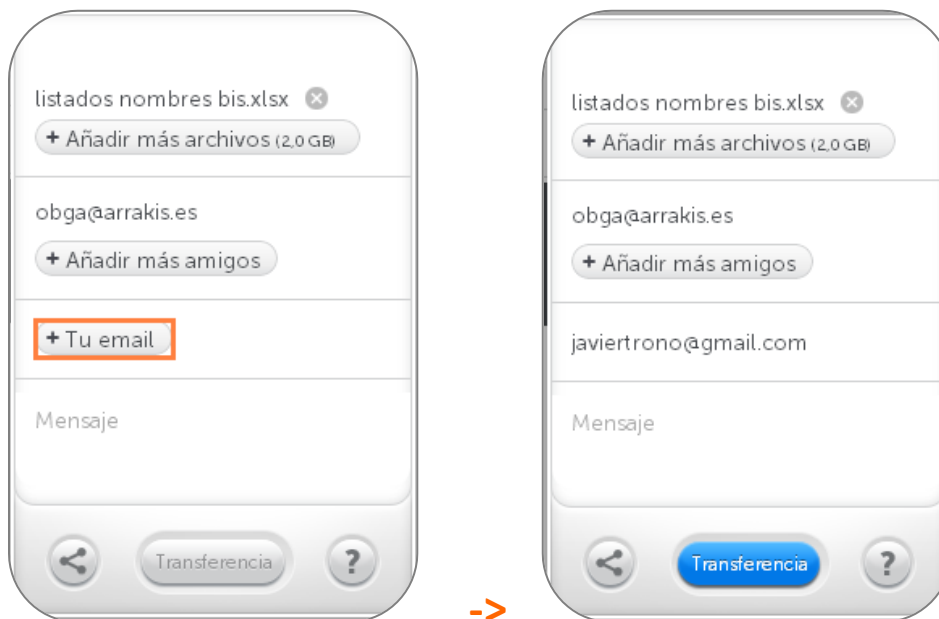 listados nombres bis.xlsx
+ Añadir más archivos (2,0 GB)
obga@arrakis.es
+ Añadir más amigos
+ Tu email
Mensaje
Transferencia
?
->
listados nombres bis.xlsx
+ Añadir más archivos (2,0 GB)
obga@arrakis.es
+ Añadir más amigos
javiertrono@gmail.com
Mensaje
Transferencia
?